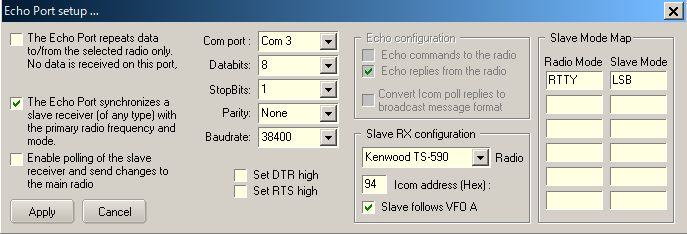 Echo Port setup ...
The Echo Port repeats data
to/from the selected radio only.
No data is received on this port,
The Echo Port synchronizes a
slave receiver (of any type) with
the primary radio frequency and
mode.
Enable polling of the slave
receiver and send changes to
the main radio
Apply
Cancel
Com port :
Com 3
Databits:
8
StopBits:
1
Parity:
None
Baudrate:
38400
Set DTR high
Set RTS high
Echo configuration
Echo commands to the radio
Echo replies from the radio
Convert Icom poll replies to
broadcast message format
Slave RX configuration
Kenwood TS-590
Radio
94
Icom address (Hex) :
Slave follows VFO A
Slave Mode Map
Radio Mode
Slave Mode
RTTY
LSB